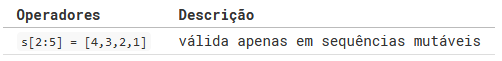 Operadores Descrição
s[2:5] = [4,3,2,1] válida apenas em sequências mutáveis